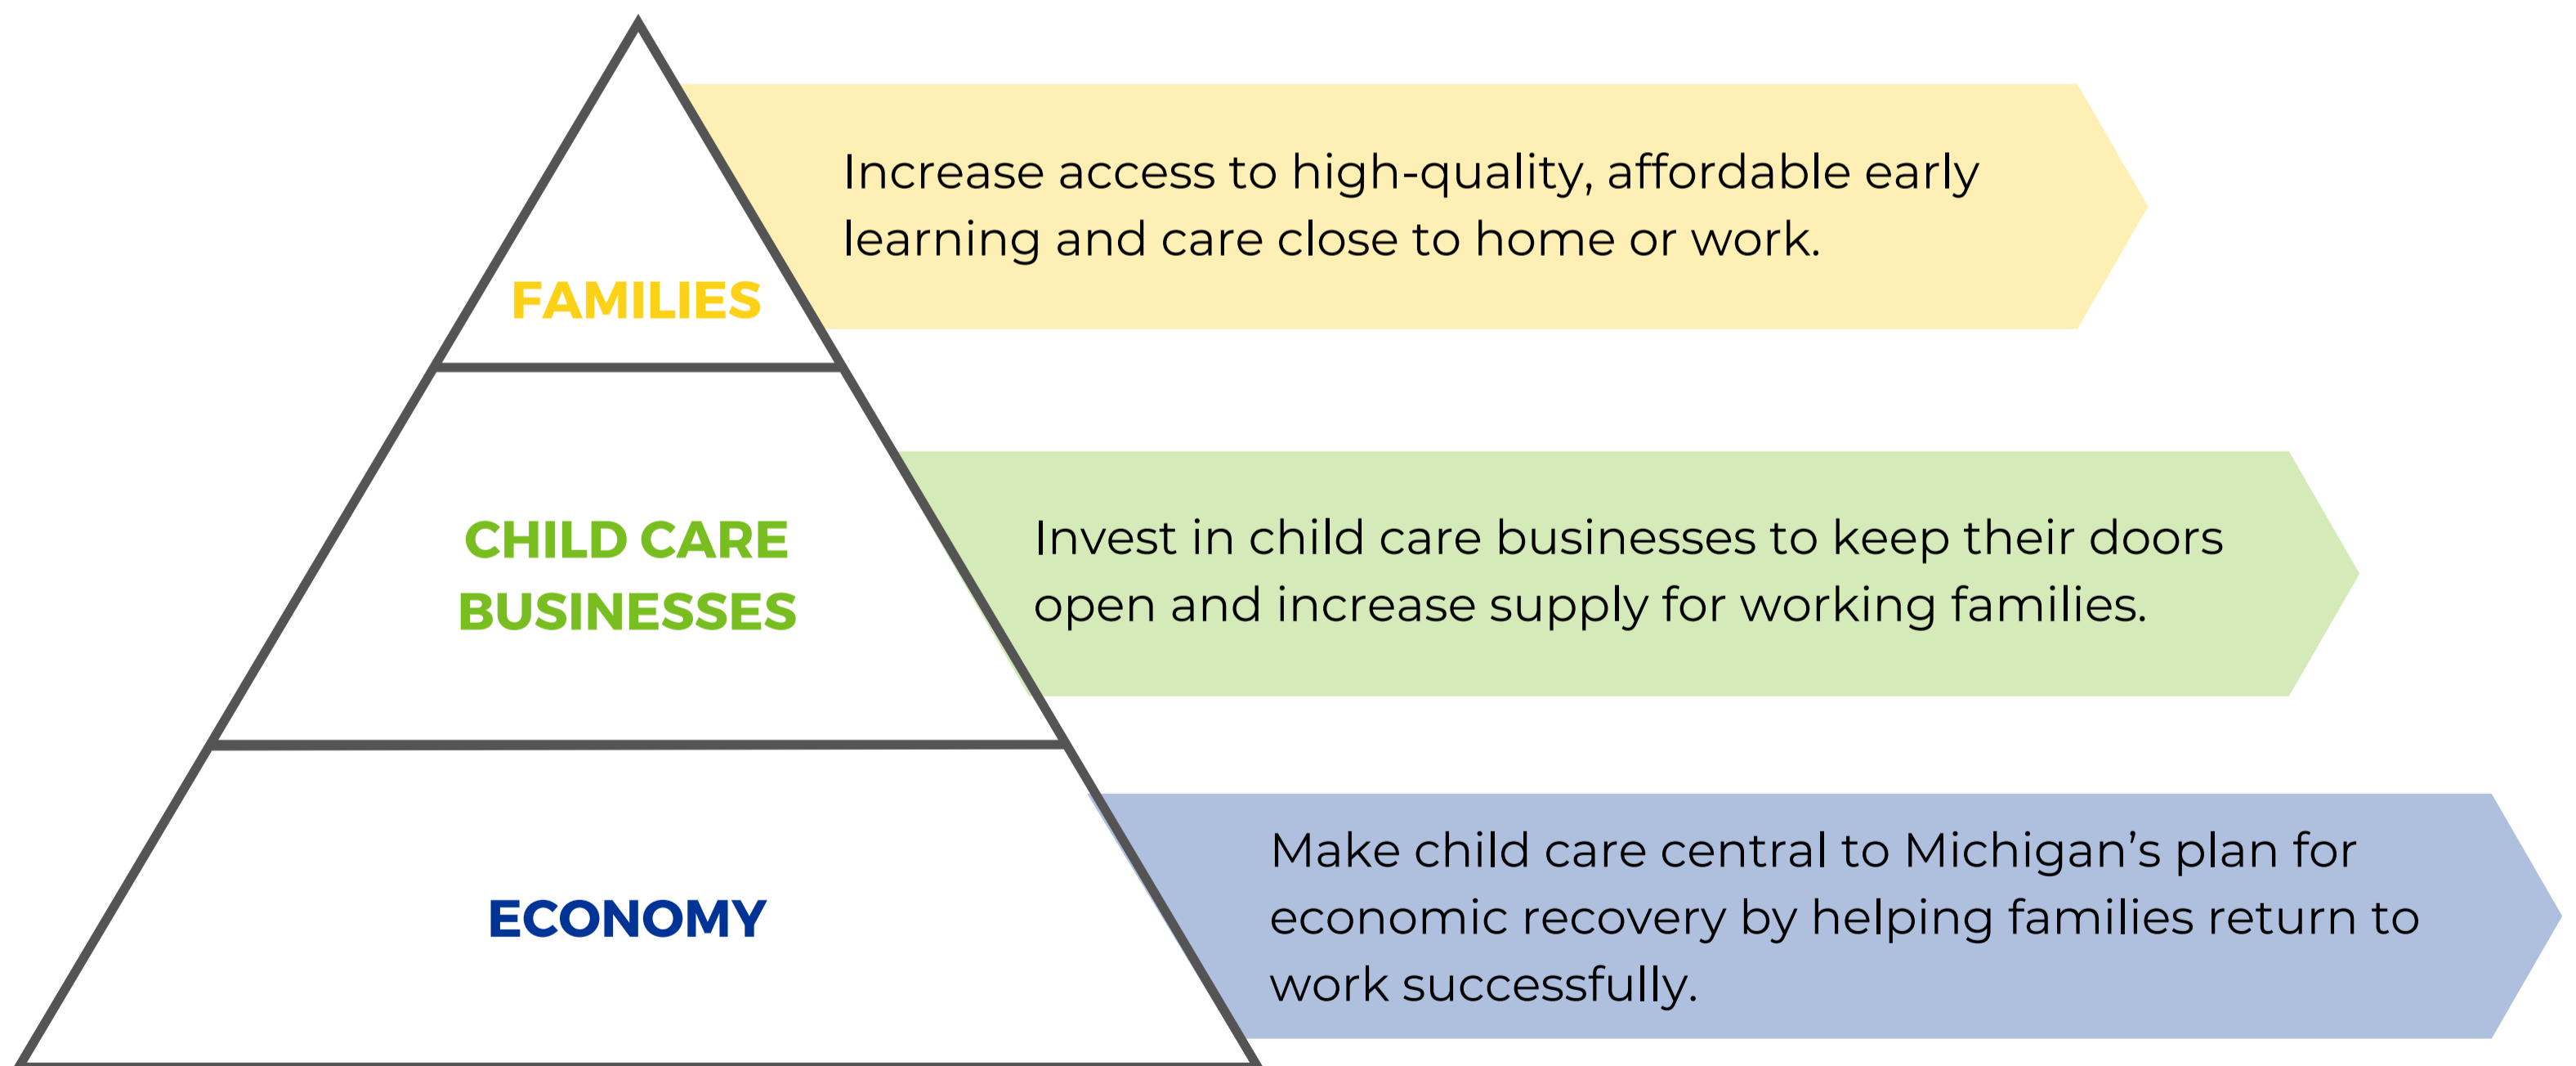 Increase access to high-quality, affordable early
learning and care close to home or work.
FAMILIES
Invest in child care businesses to keep their doors
open and increase supply for working families.
CHILD CARE
BUSINESSES
Make child care central to Michigan’s plan for
economic recovery by helping families return to
work successfully.
ECONOMY